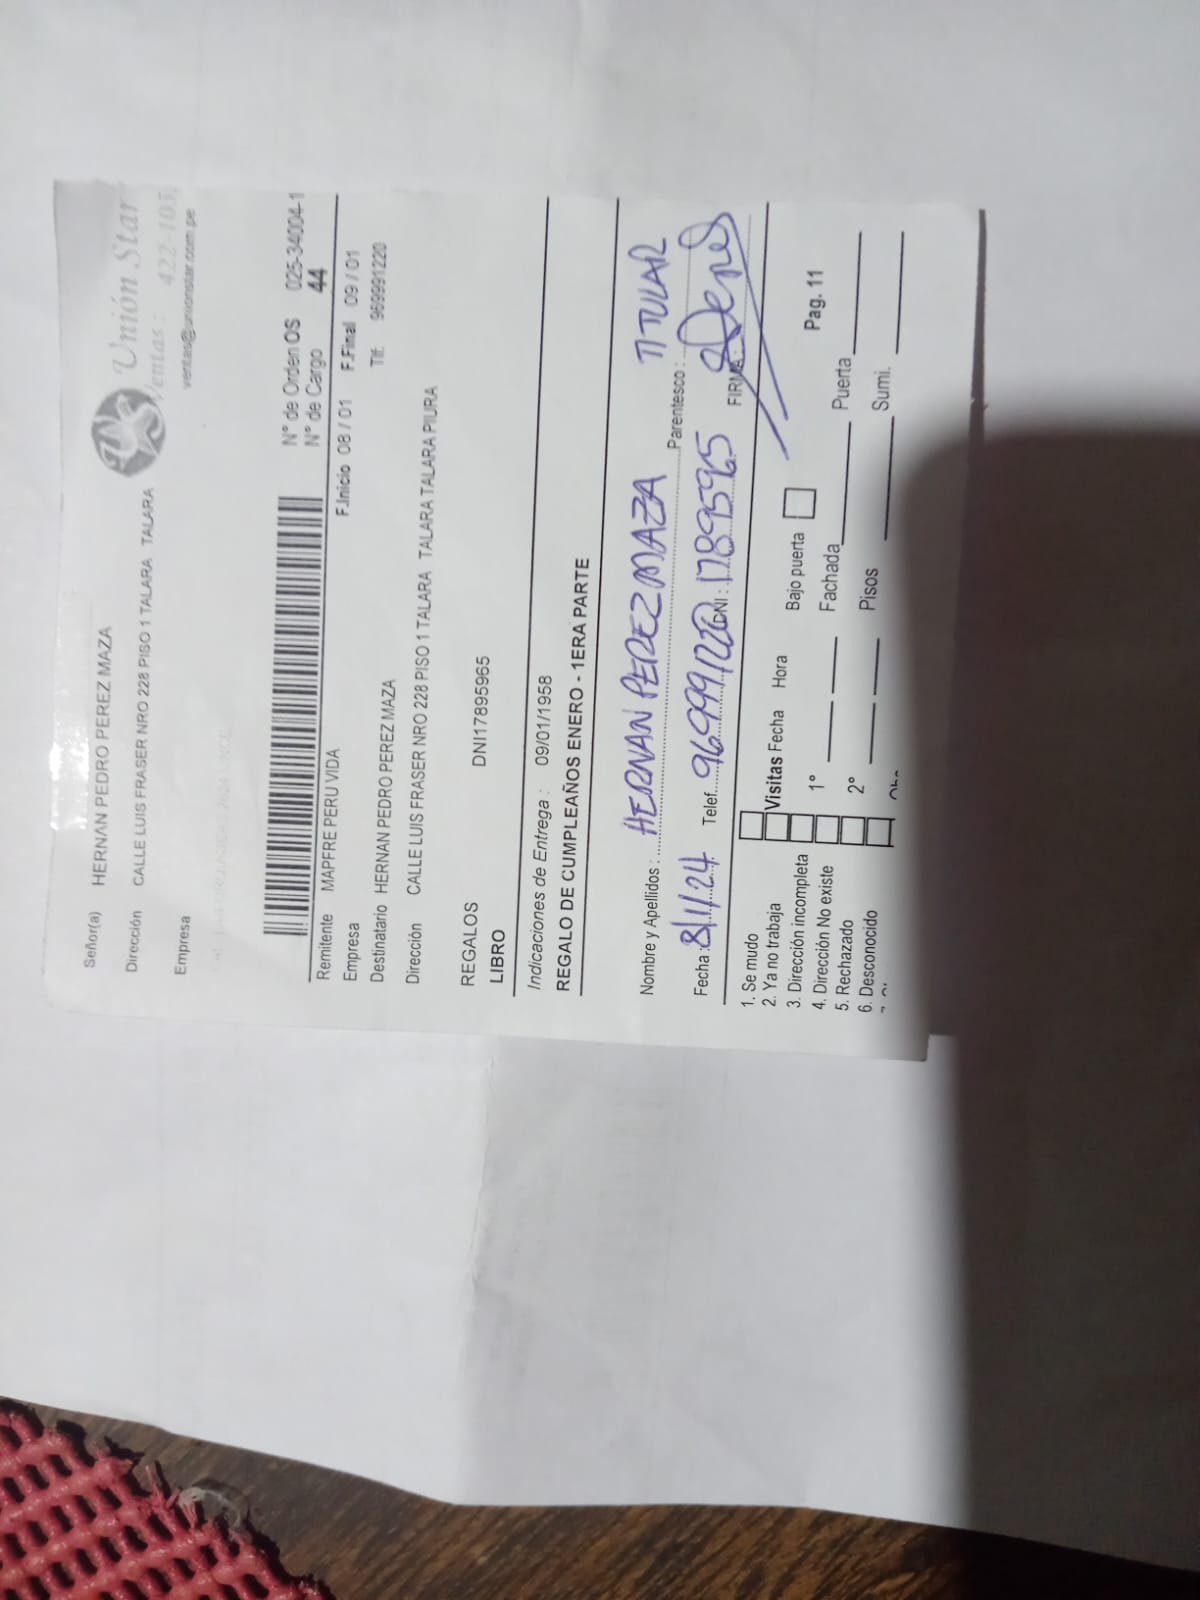 Señor(a)
HERNAN PEDRO PEREZ MAZA
Unión Star
Dirección CALLE LUIS FRASER NRO 228 PISO 1 TALARA TALARA
Ventas : 422-
ventas@unionstar.com.pe
Empresa
N° de Orden OS 025-34004-1
N° de Cargo 44
Remitente MAPFRE PERU VIDA
F.Inicio 08 / 01 F.Final 09 / 01
Empresa
Destinatario HERNAN PEDRO PEREZ MAZA Tlf: 969991220
Dirección CALLE LUIS FRASER NRO 228 PISO 1 TALARA TALARA TALARA PIURA
REGALOS DNI17895965
LIBRO
Indicaciones de Entrega : 09/01/1958
REGALO DE CUMPLEAÑOS ENERO - 1ERA PARTE
Nombre y Apellidos : HERNAN PEREZ MAZA Parentesco : TITULAR
Fecha : 8/1/24 Telef. 969991220 DNI : 17895965 FIRMA :
1. Se mudo
2. Ya no trabaja Visitas Fecha Hora Bajo puerta Pag. 11
3. Dirección incompleta 1° Fachada Puerta
4. Dirección No existe
5. Rechazado 2° Pisos Sumi.
6. Desconocido